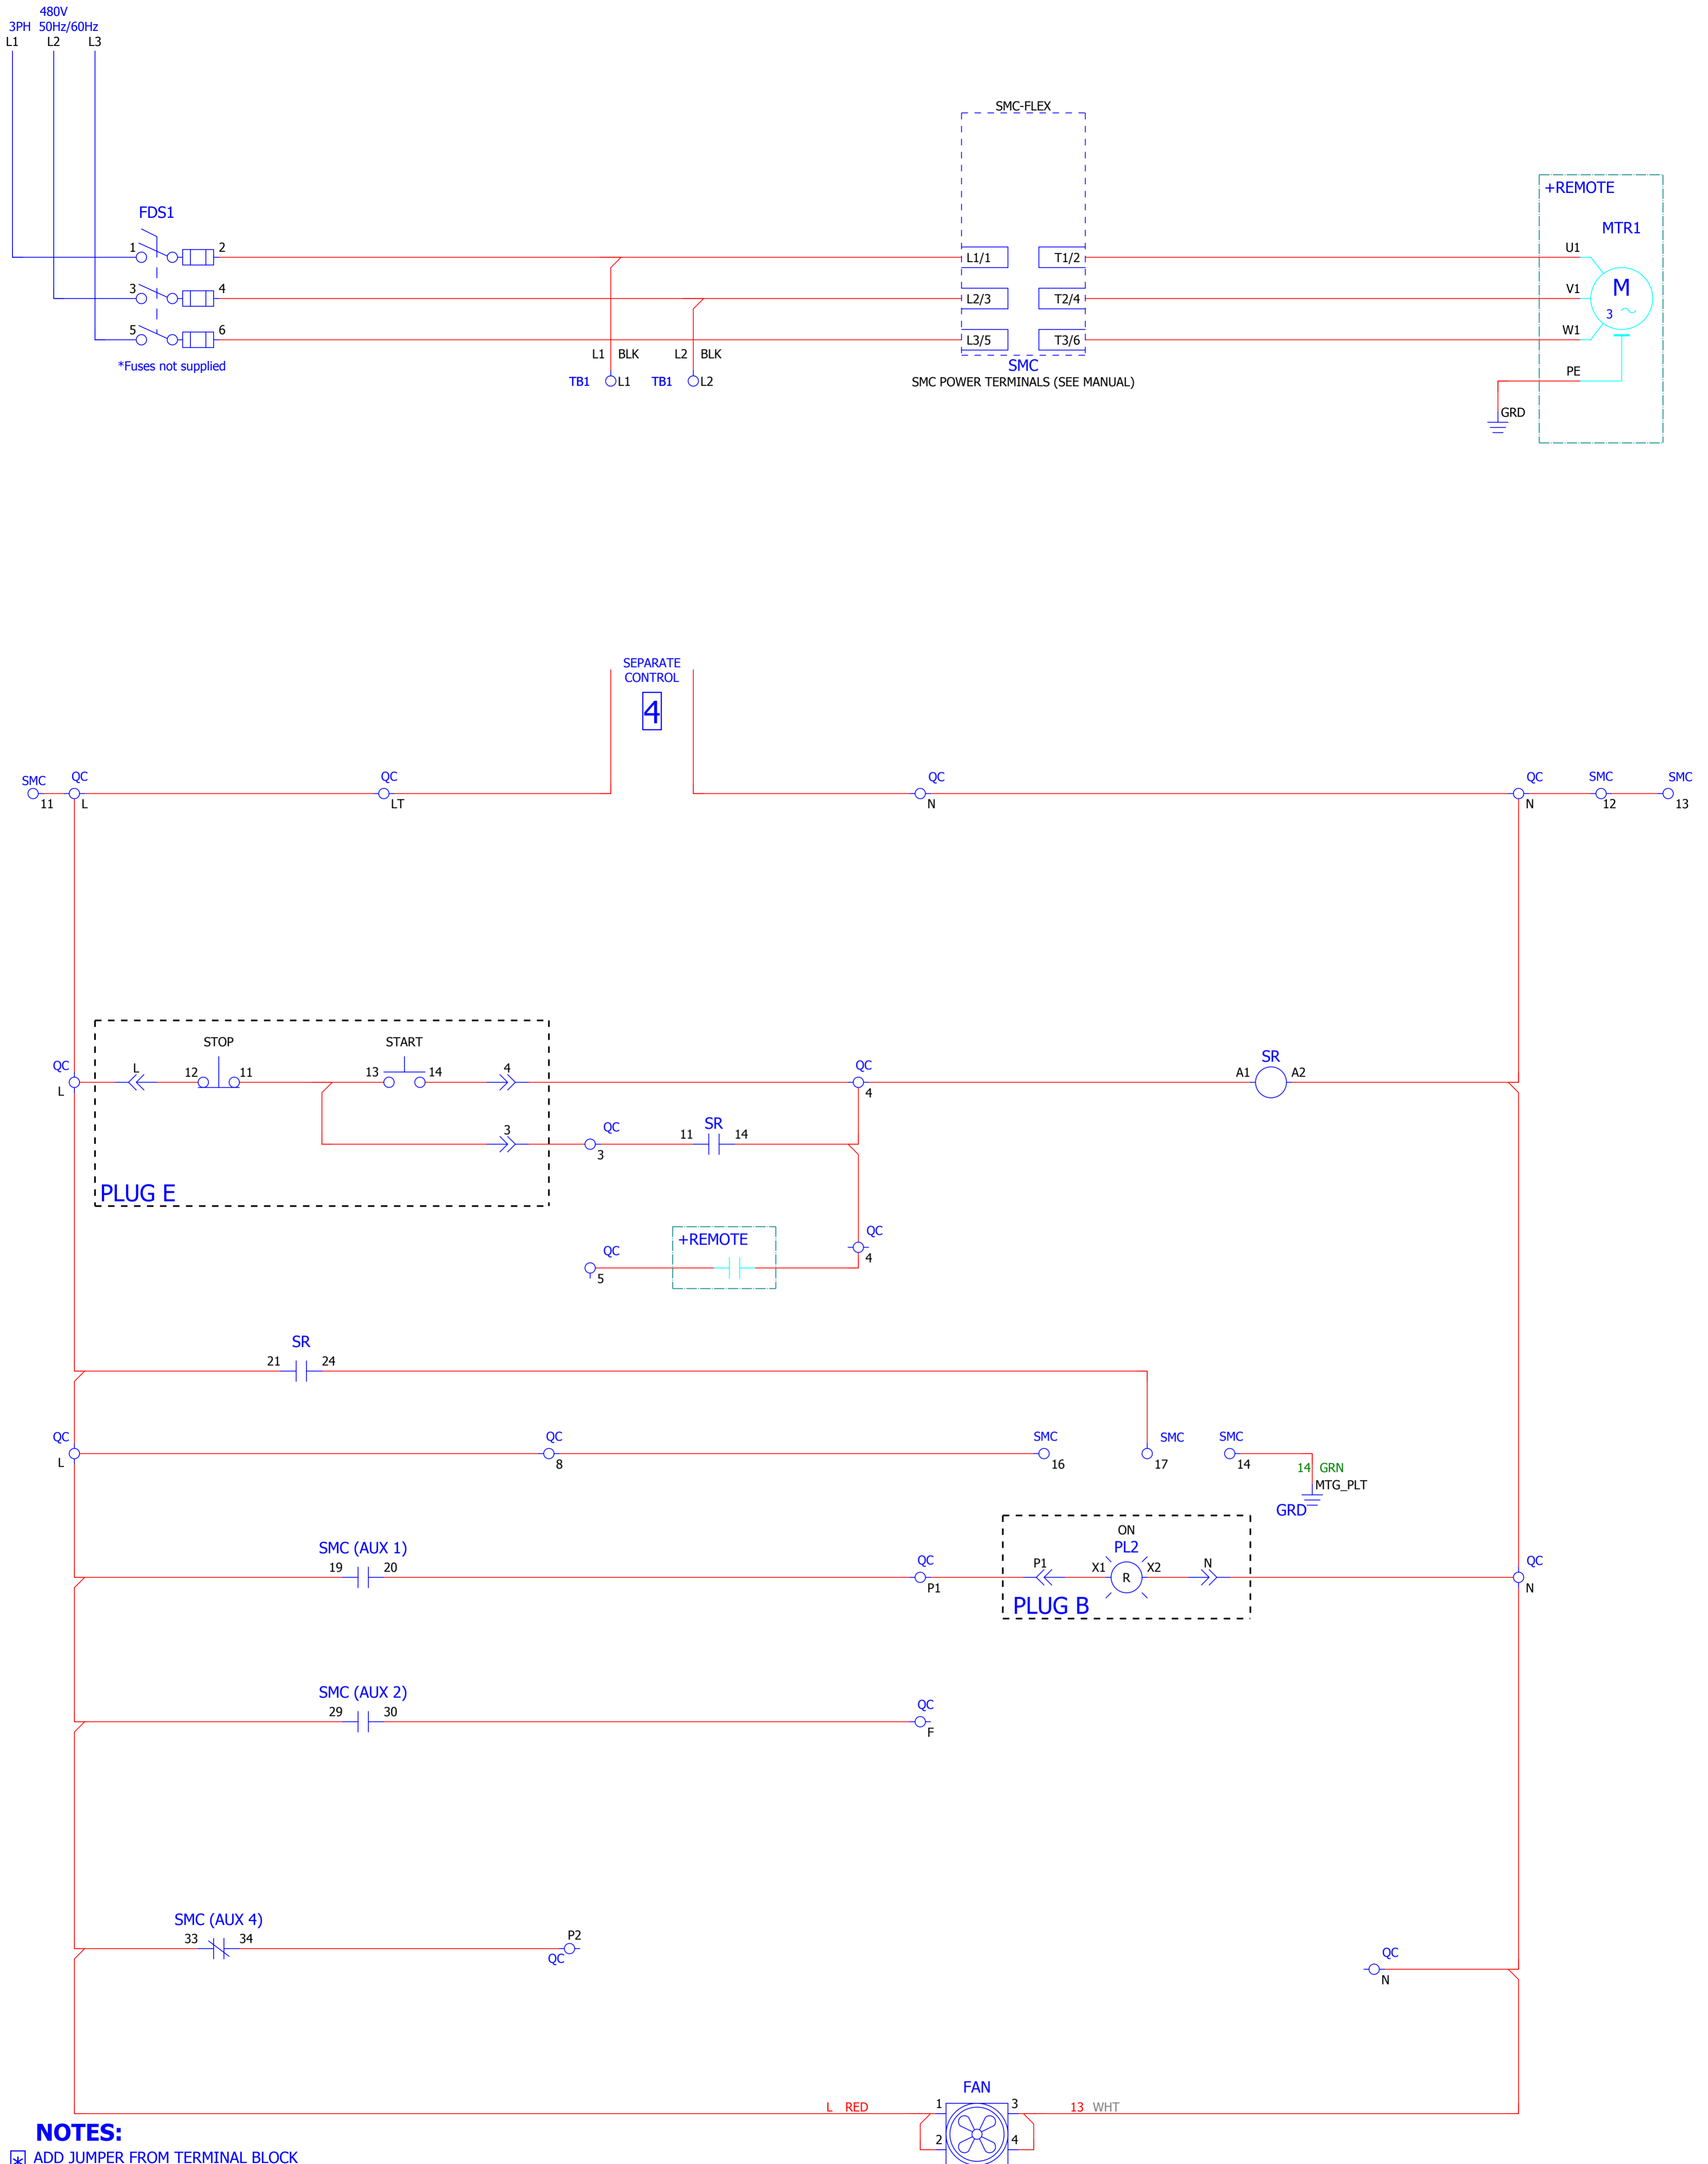 480V
3PH 50Hz/60Hz
L1 L2 L3
SMC-FLEX
+REMOTE
FDS1
MTR1
1 2 L1/1 T1/2 U1
3 4 L2/3 T2/4 V1 M
3
5 6 L3/5 T3/6 W1
*Fuses not supplied
L1 BLK L2 BLK
SMC
TB1 L1 TB1 L2
SMC POWER TERMINALS (SEE MANUAL)
PE
GRD
SEPARATE
CONTROL
4
SMC QC QC QC QC SMC SMC
11 L LT N N 12 13
STOP START
QC L 12 11 13 14 4 QC A1 SR A2
L 4
3 QC 11 SR 14
3
PLUG E
+REMOTE QC
QC 4
5
SR
21 24
QC QC SMC SMC SMC
L 8 16 17 14
14 GRN
MTG_PLT
GRD
ON
SMC (AUX 1) PL2
19 20 QC P1 X1 R X2 N QC
P1 N
PLUG B
SMC (AUX 2)
29 30 QC
F
SMC (AUX 4)
33 34 P2
QC
QC
N
FAN
L RED 1 3 13 WHT
2 4
NOTES:
* ADD JUMPER FROM TERMINAL BLOCK